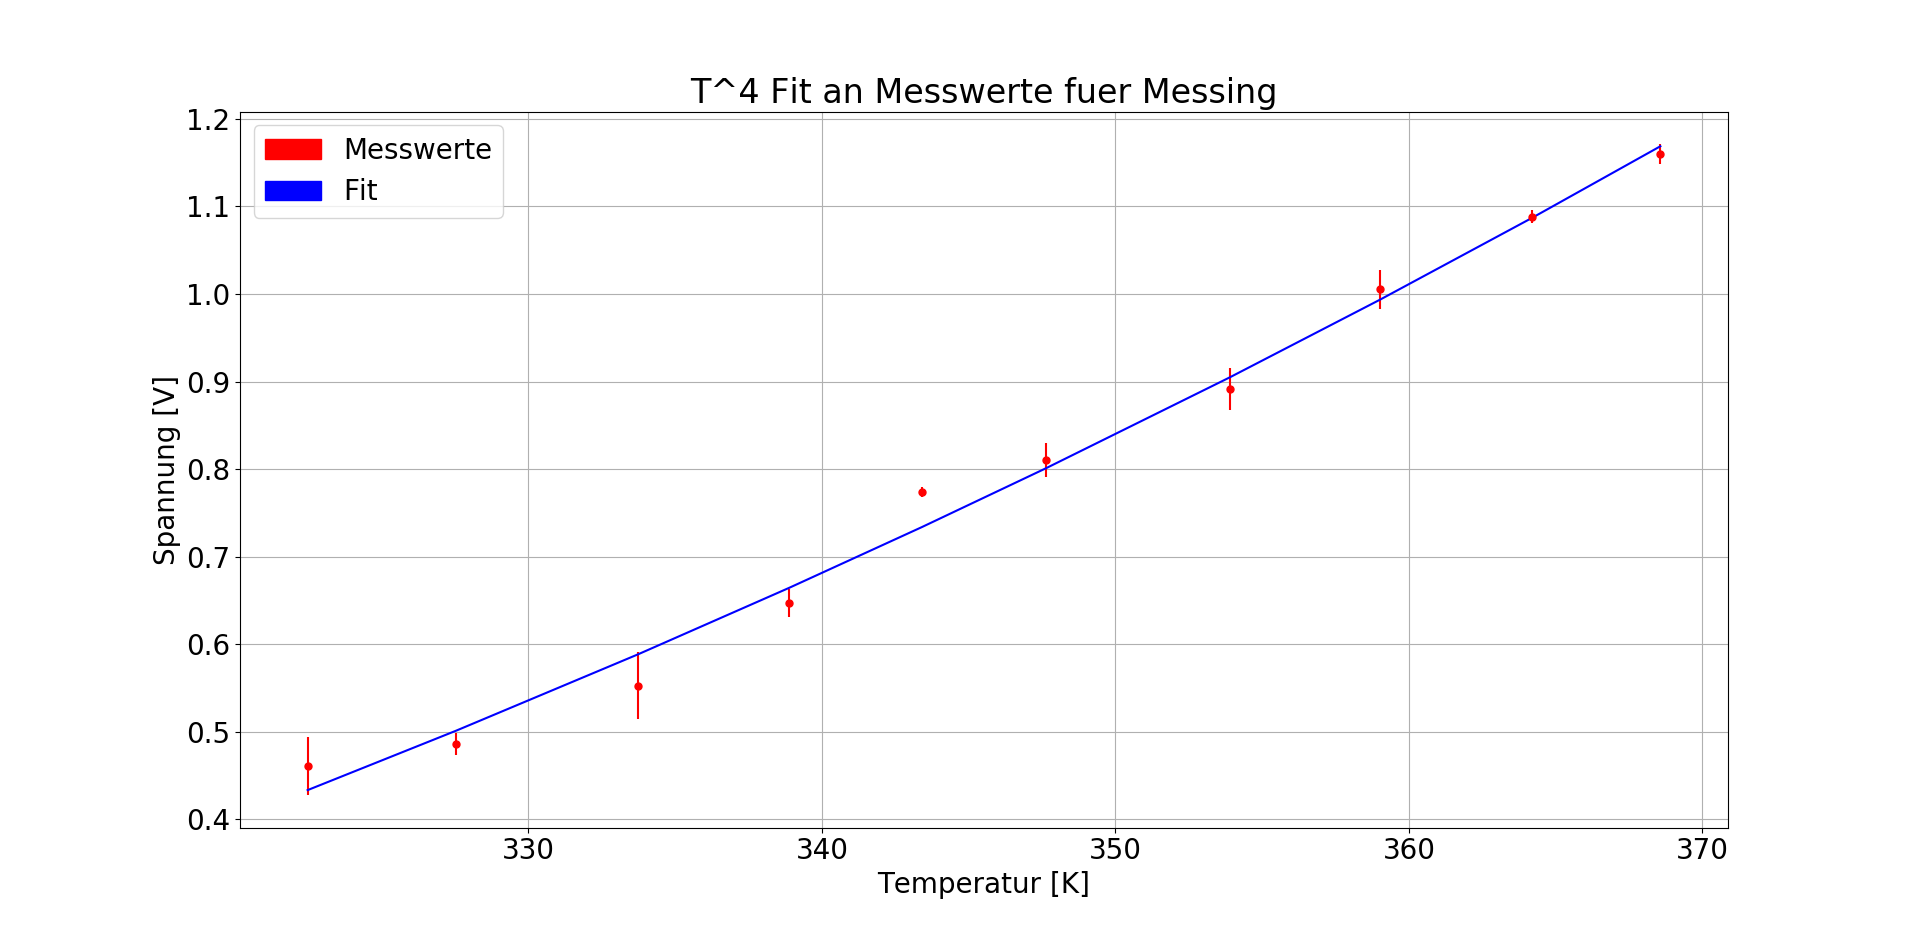 T^4 Fit an Messwerte fuer Messing
Messwerte
Fit
1.2
1.1
1.0
0.9
0.8
0.7
0.6
0.5
0.4
Spannung [V]
330 340 350 360 370
Temperatur [K]